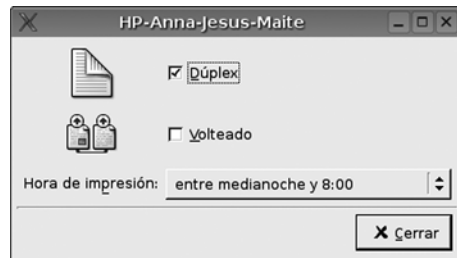 HP-Anna-Jesus-Maite
Dúplex
Volteado
Hora de impresión: entre medianoche y 8:00
Cerrar